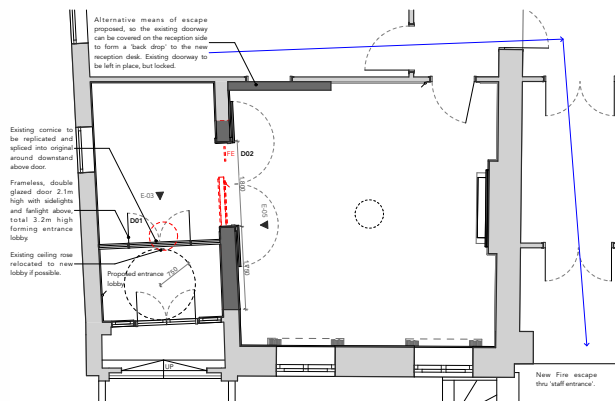 Alternative means of escape
proposed, so the existing doorway
can be covered on the reception side
to form a 'back drop' to the new
reception desk. Existing doorway to
be left in place, but locked.
Existing cornice to
be replicated and
spliced into original
around downstand
above door.
Frameless, double
glazed door 2.1m
high with sidelights
and fanlight above,
total 3.2m high
forming entrance
lobby.
Existing ceiling rose
relocated to new
lobby if possible.
FE
D02
1800
E-03
E-05
D01
Proposed entrance
lobby
750
1490
UP
New Fire escape
thru 'staff entrance'.